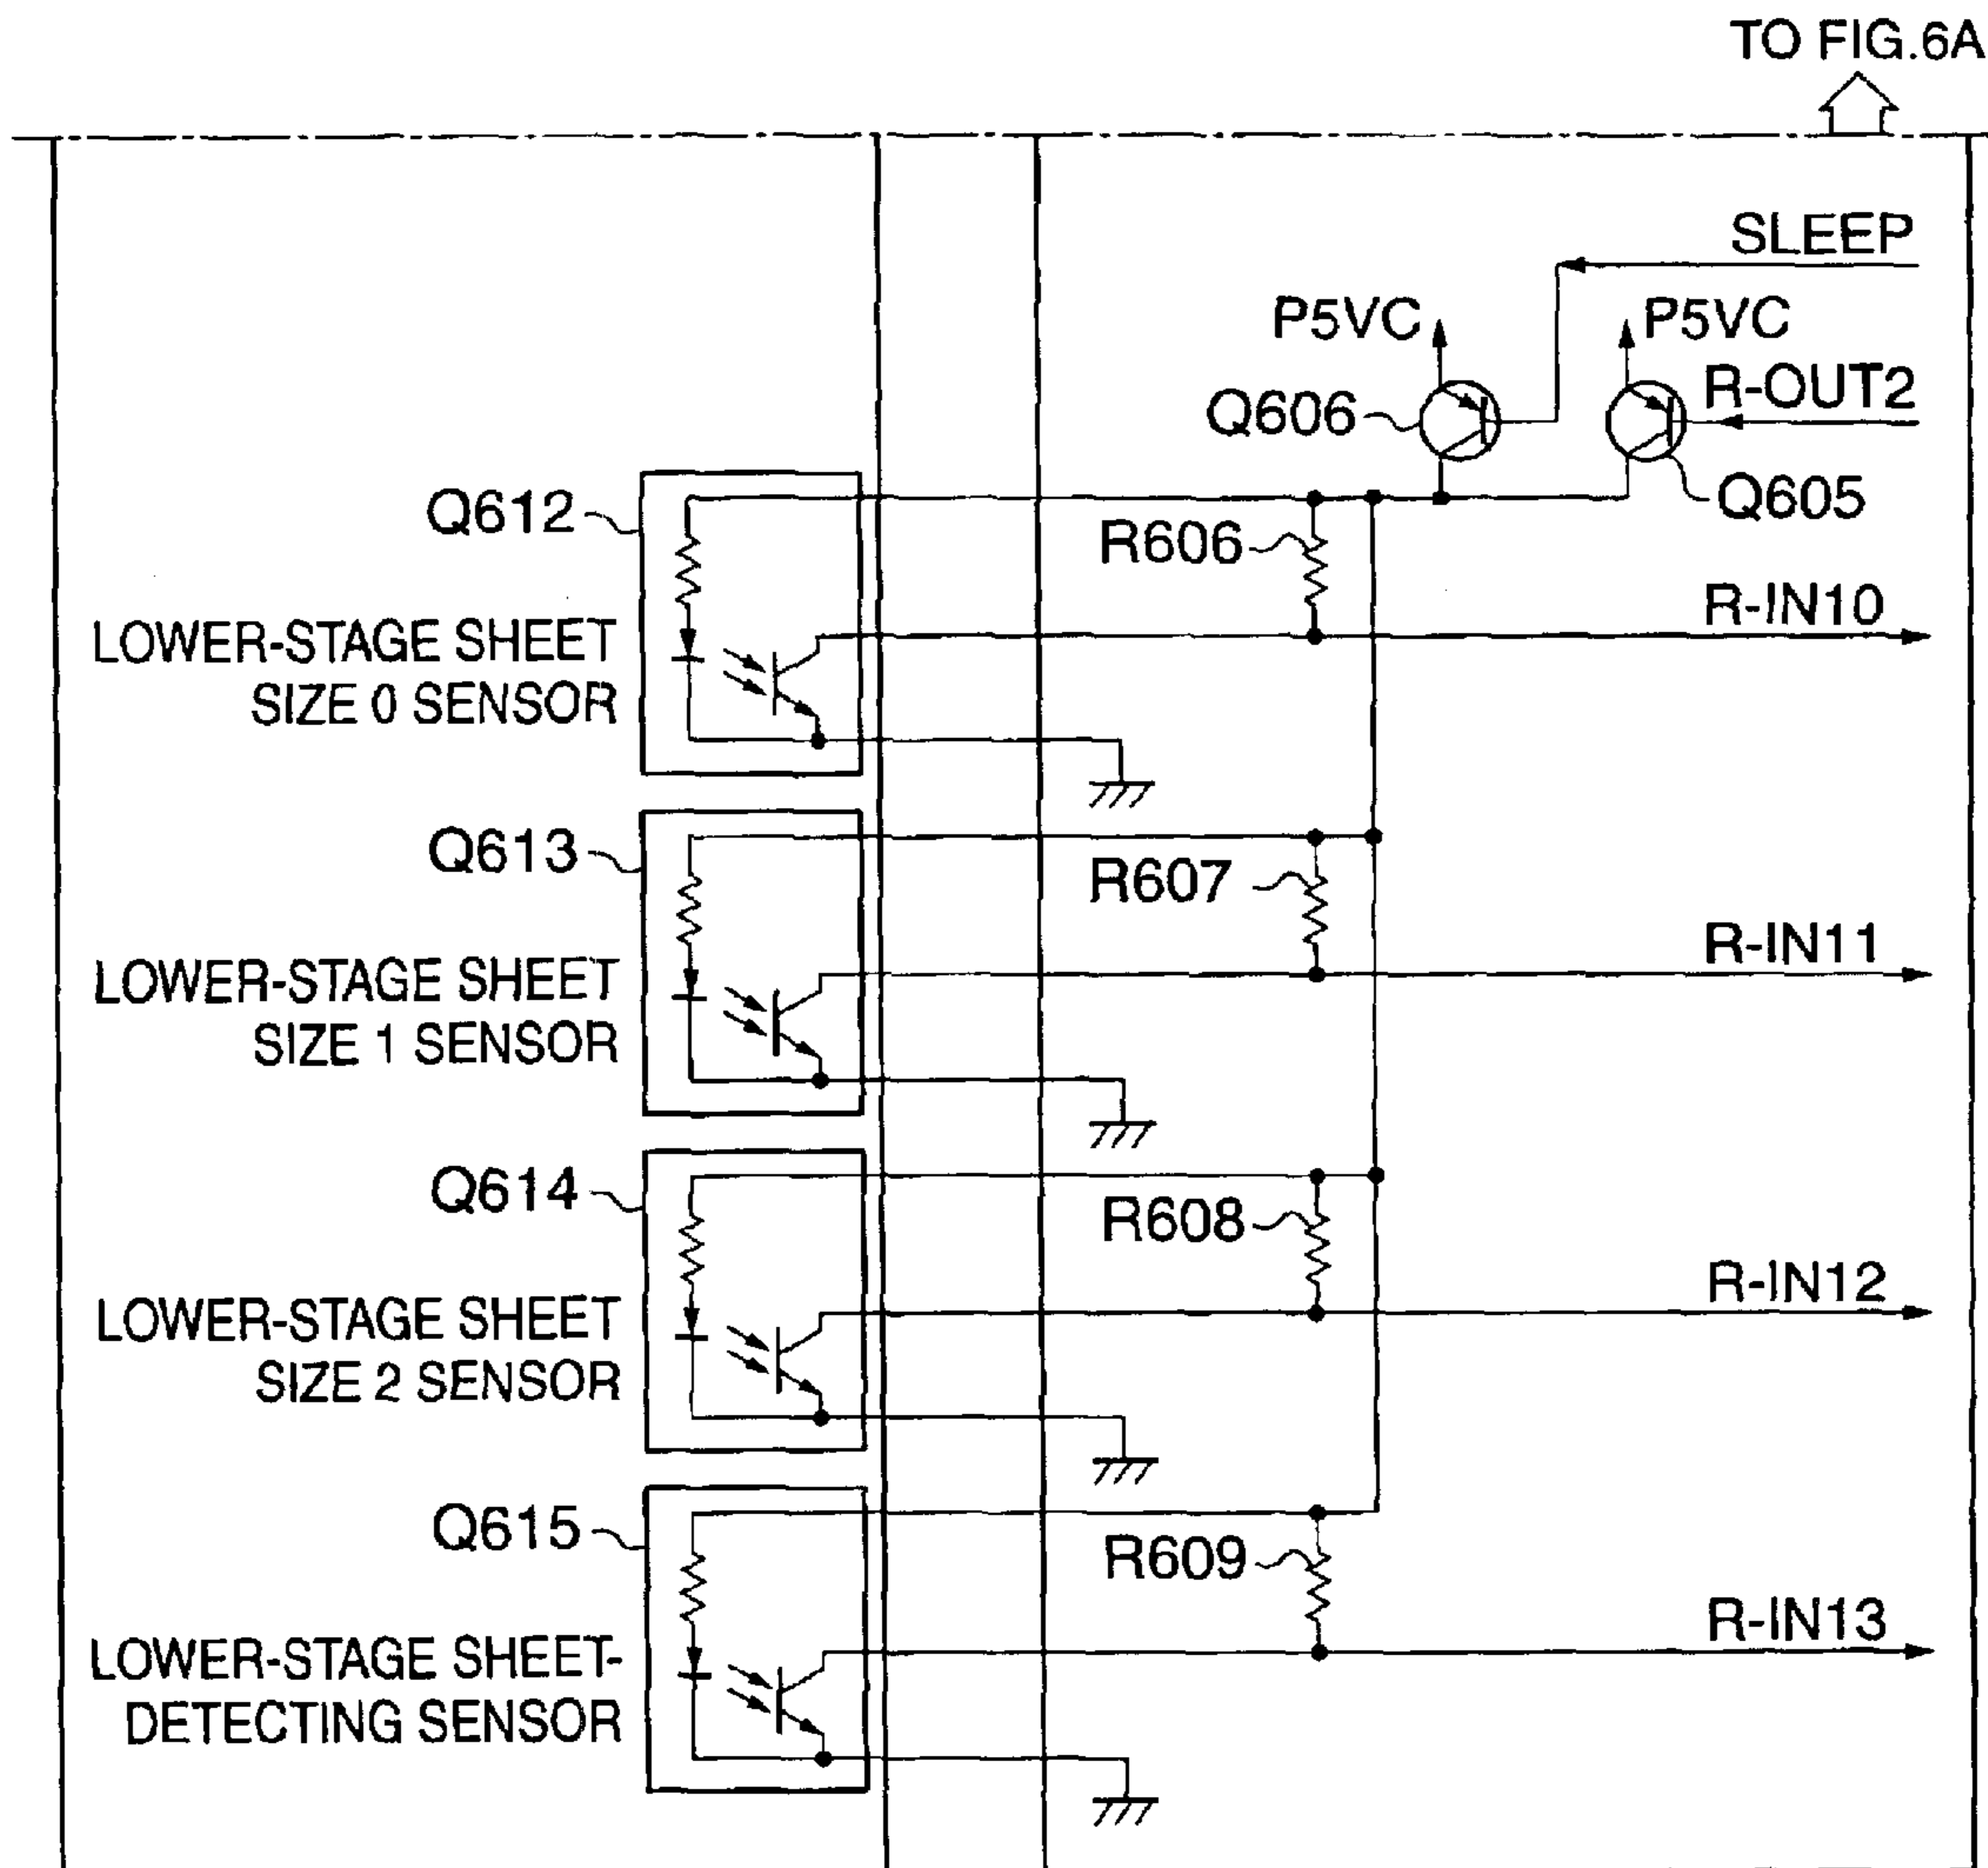 TO FIG.6A
SLEEP
P5VC
P5VC
R-OUT2
Q606
Q605
Q612
R606
R-IN10
LOWER-STAGE SHEET
SIZE 0 SENSOR
Q613
R607
R-IN11
LOWER-STAGE SHEET
SIZE 1 SENSOR
Q614
R608
R-IN12
LOWER-STAGE SHEET
SIZE 2 SENSOR
Q615
R609
R-IN13
LOWER-STAGE SHEET-
DETECTING SENSOR